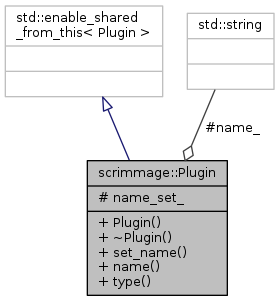 std::enable_shared
_from_this< Plugin >
std::string
#name_
scrimmage::Plugin
# name_set_
+ Plugin()
+ ~Plugin()
+ set_name()
+ name()
+ type()